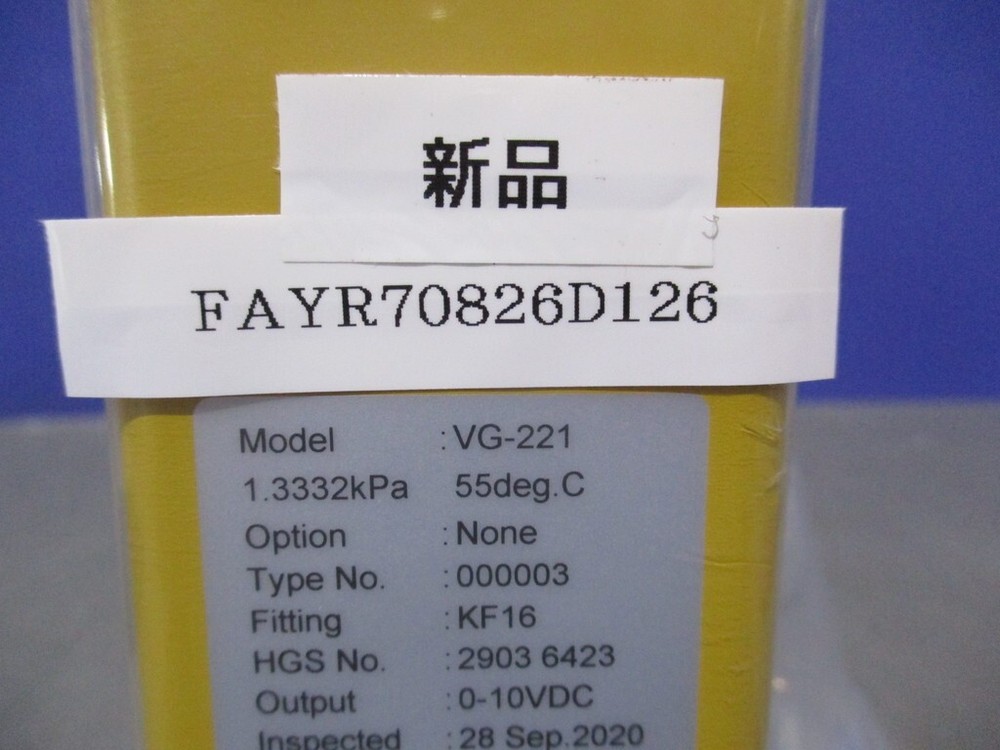 新品
FAYR70826D126
Model :VG-221
1.3332kPa 55deg.C
Option :None
Type No. :000003
Fitting :KF16
HGS No. :2903 6423
Output :0-10VDC
Inspected :28 Sep.2020